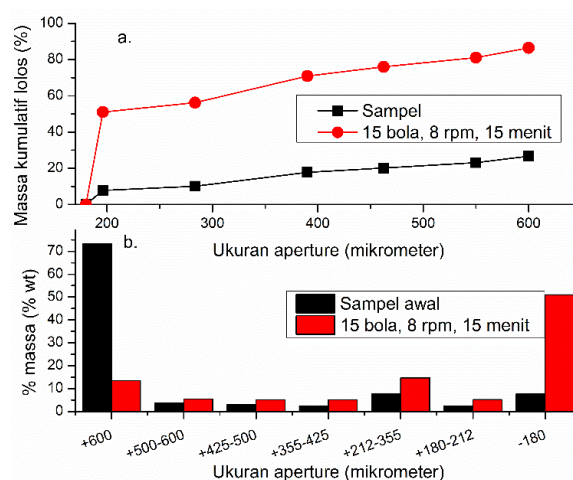 100
80
60
40
20
0
Massa kumulatif lolos (%)
a.
Sampel
15 bola, 8 rpm, 15 menit
200 300 400 500 600
Ukuran aperture (mikrometer)
70
60
50
40
30
20
10
0
% massa (% wt)
b.
Sampel awal
15 bola, 8 rpm, 15 menit
+600 +500-600 +425-500 +355-425 +212-355 +180-212 -180
Ukuran aperture (mikrometer)